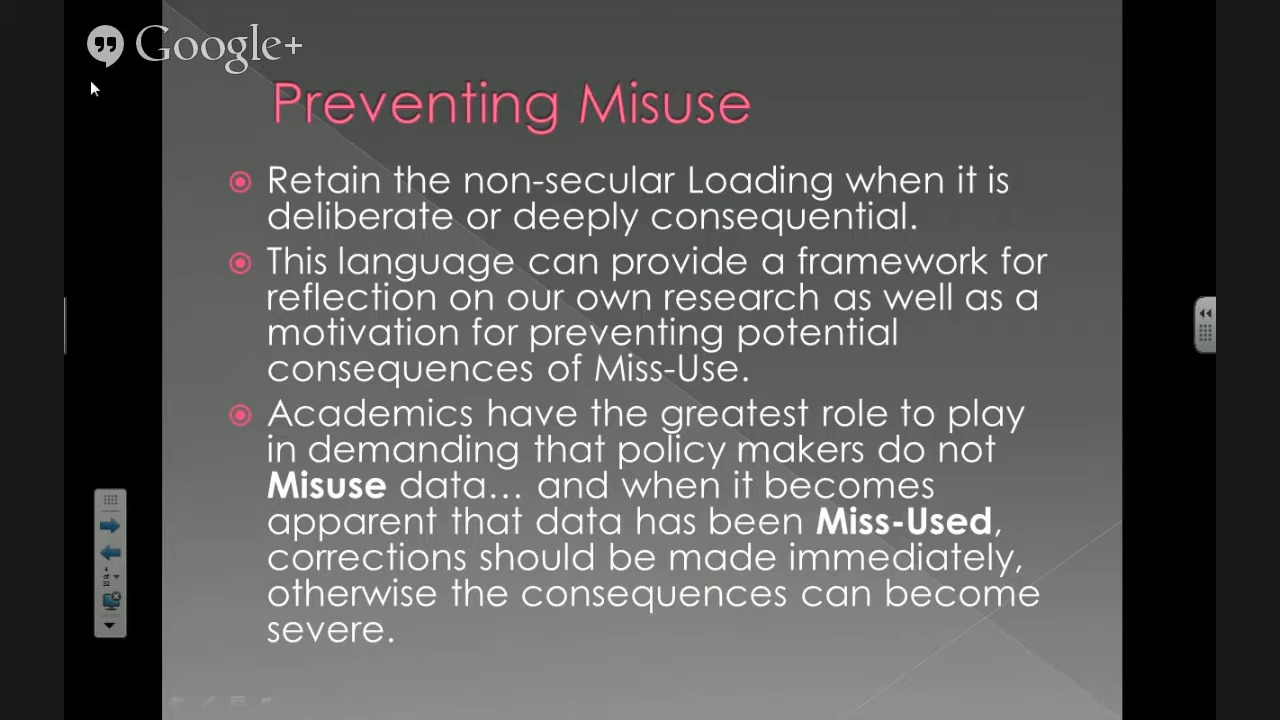 Google+
Preventing Misuse
Retain the non-secular Loading when it is
deliberate or deeply consequential.
This language can provide a framework for
reflection on our own research as well as a
motivation for preventing potential
consequences of Miss-Use.
Academics have the greatest role to play
in demanding that policy makers do not
Misuse data... and when it becomes
apparent that data has been Miss-Used,
corrections should be made immediately,
otherwise the consequences can become
severe.